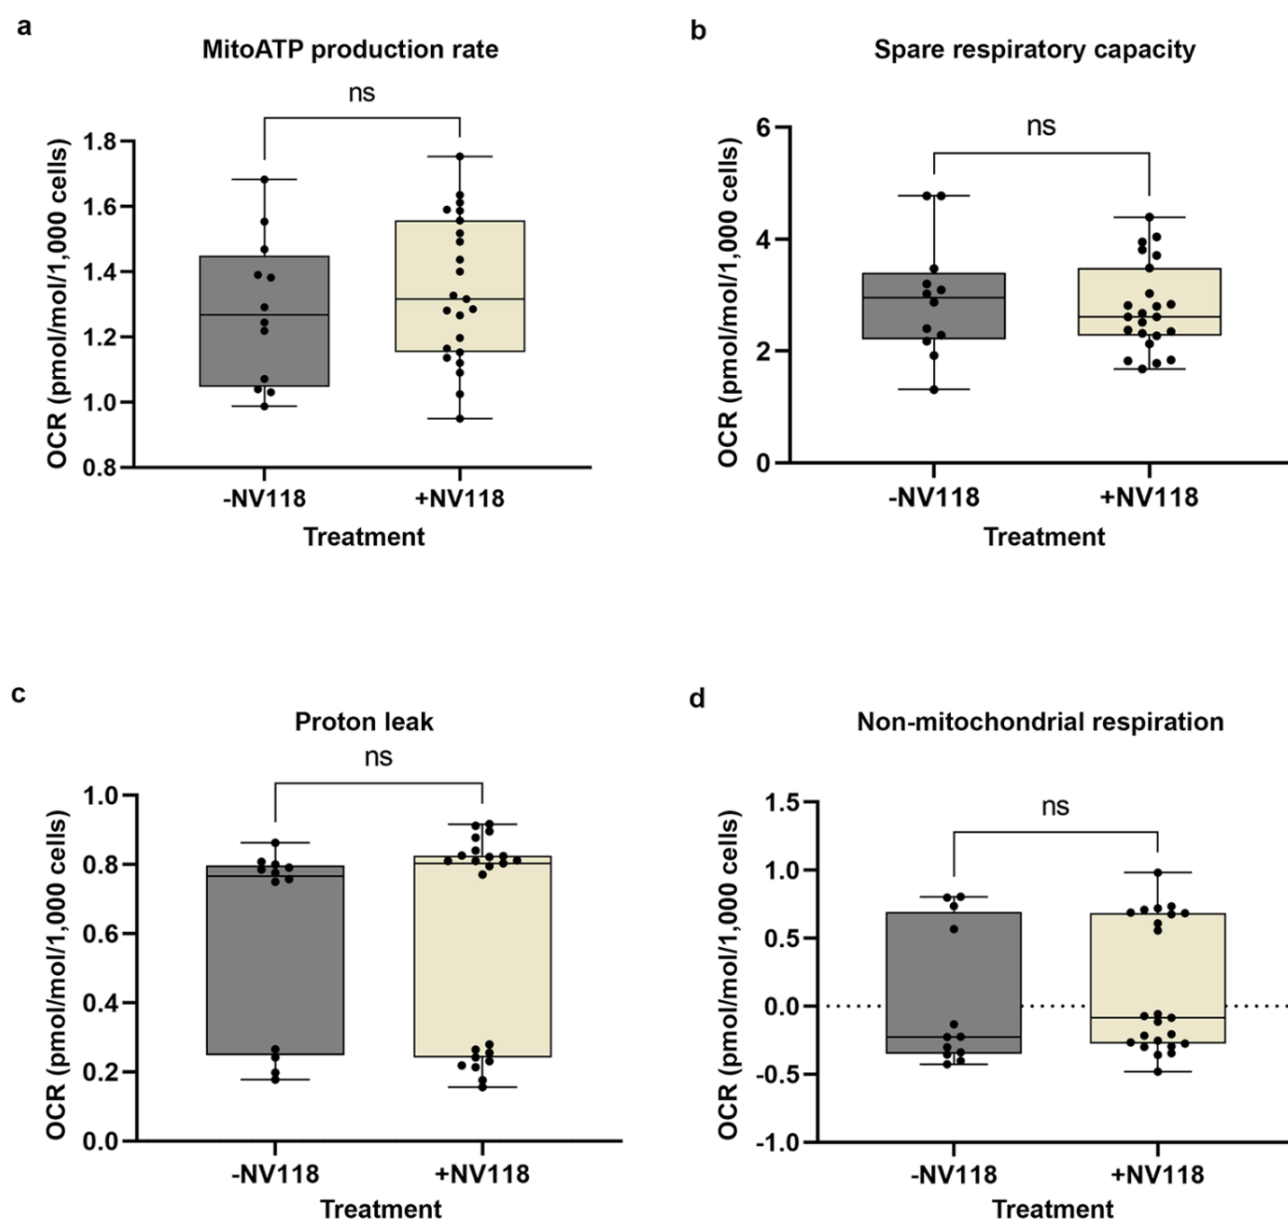 a
MitoATP production rate
ns
OCR (pmol/mol/1,000 cells)
1.8
1.6
1.4
1.2
1.0
0.8
-NV118
+NV118
Treatment
b
Spare respiratory capacity
ns
OCR (pmol/mol/1,000 cells)
6
4
2
0
-NV118
+NV118
Treatment
c
Proton leak
ns
OCR (pmol/mol/1,000 cells)
1.0
0.8
0.6
0.4
0.2
0.0
-NV118
+NV118
Treatment
d
Non-mitochondrial respiration
ns
OCR (pmol/mol/1,000 cells)
1.5
1.0
0.5
0.0
-0.5
-1.0
-NV118
+NV118
Treatment